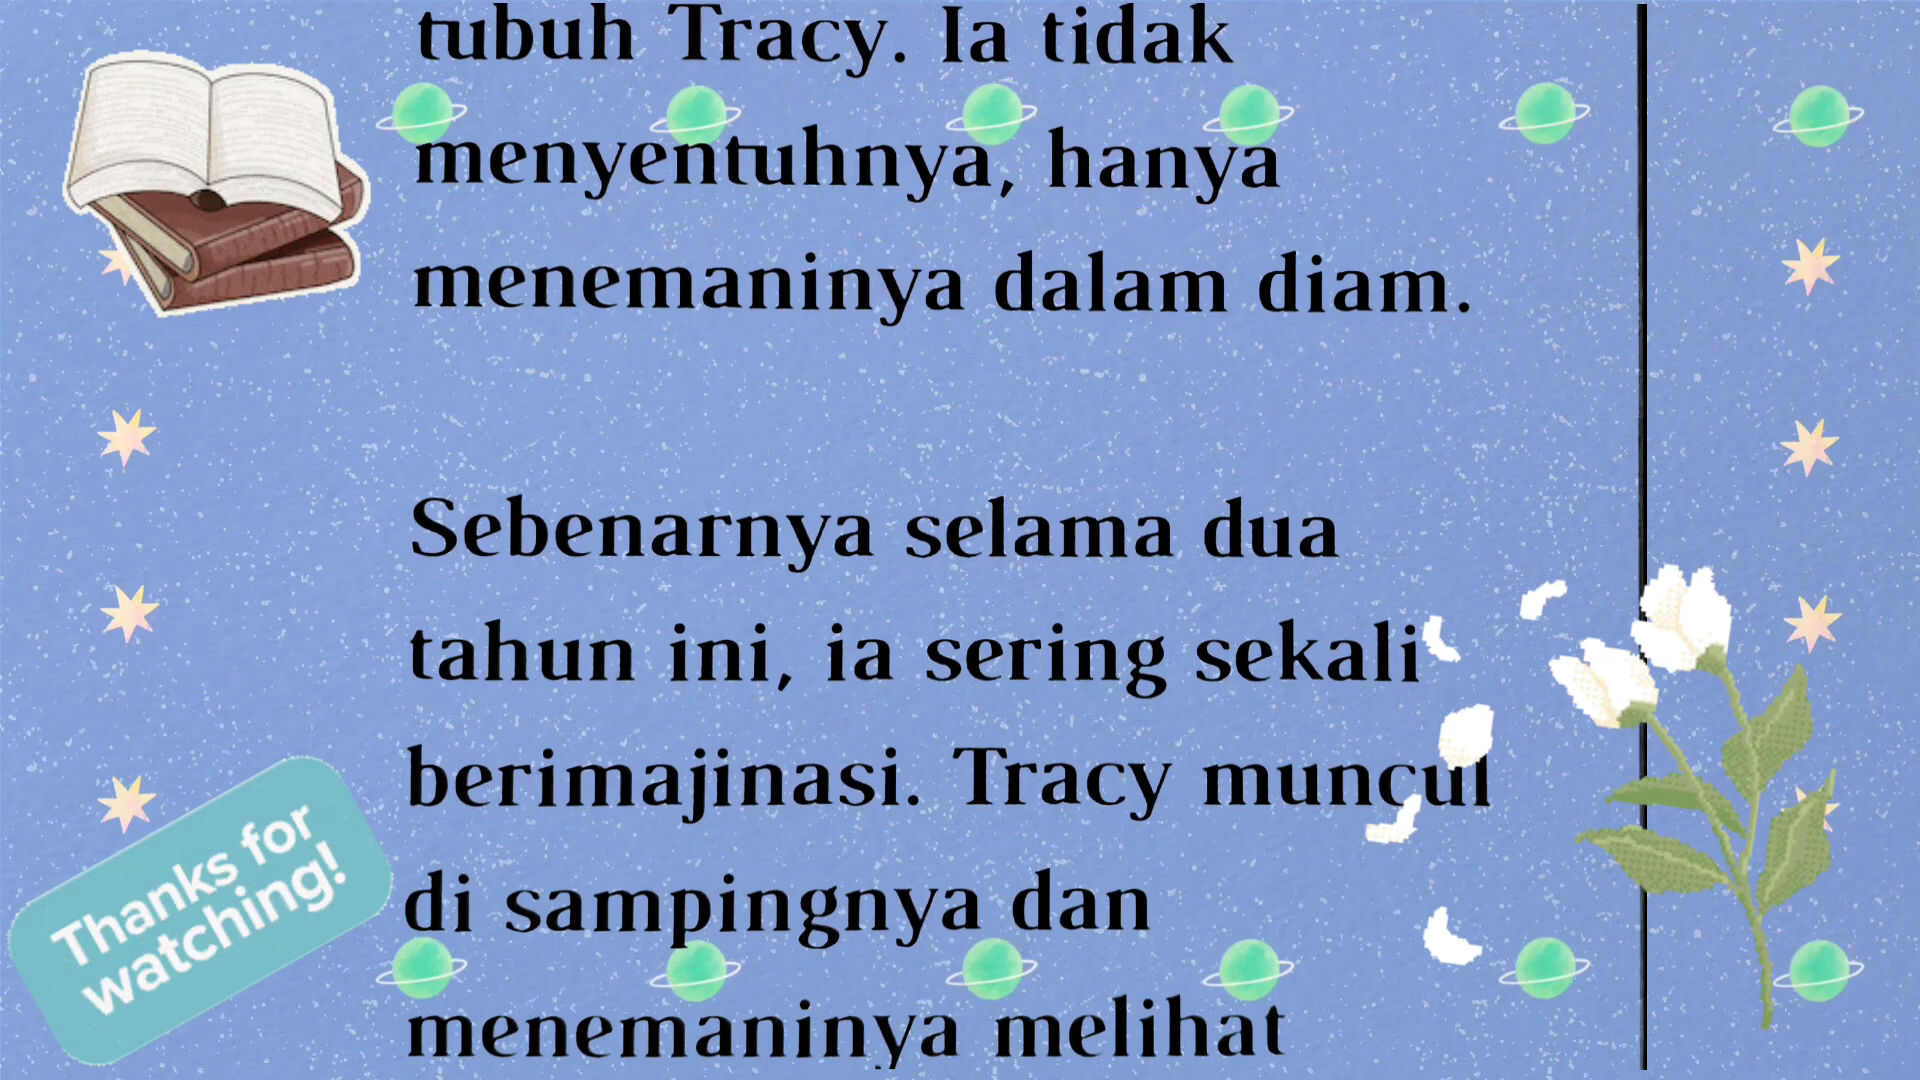 tubuh Tracy. Ia tidak
menyentuhnya, hanya
menemaninya dalam diam.
Sebenarnya selama dua
tahun ini, ia sering sekali
berimajinasi. Tracy muncul
di sampingnya dan
menemaninya melihat
Thanks for
watching!